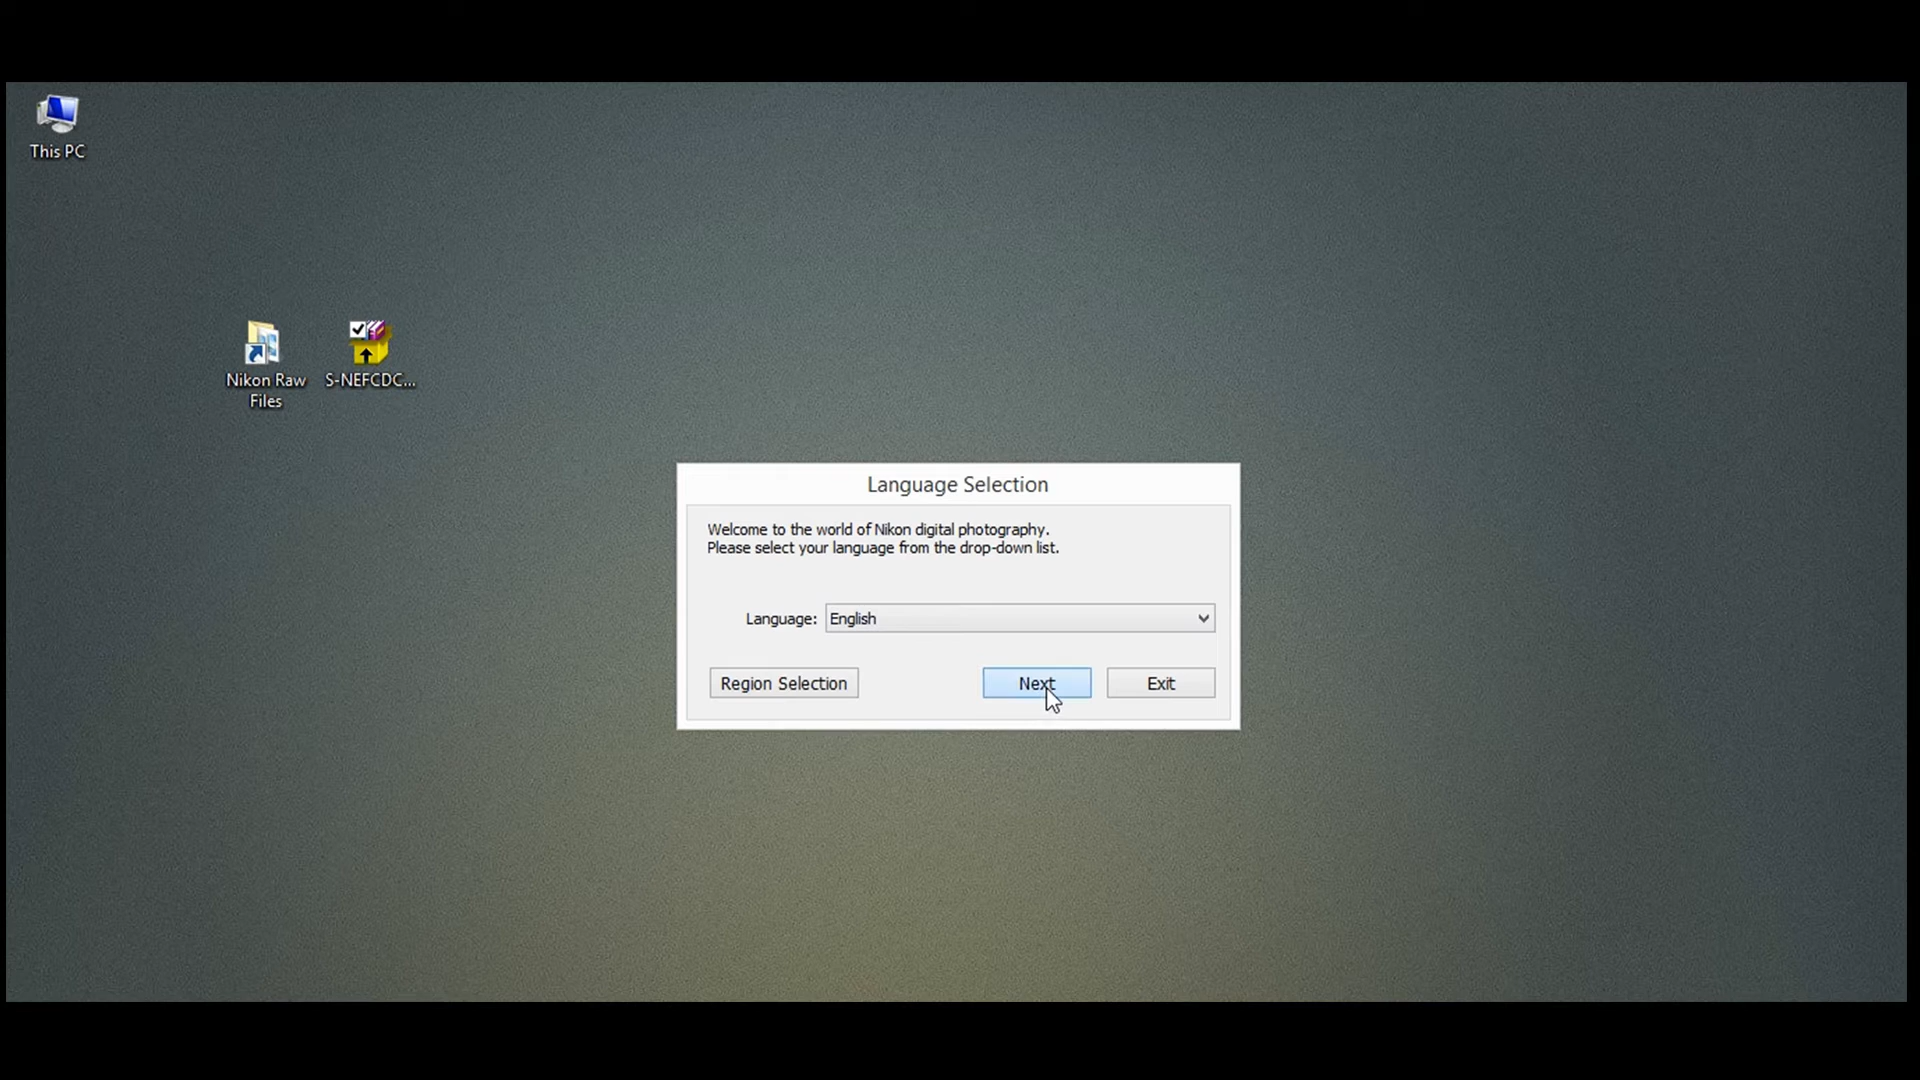 This PC
Nikon Raw
Files
S-NEFCDC...
Language Selection
Welcome to the world of Nikon digital photography.
Please select your language from the drop-down list.
Language: English
Region Selection Next Exit